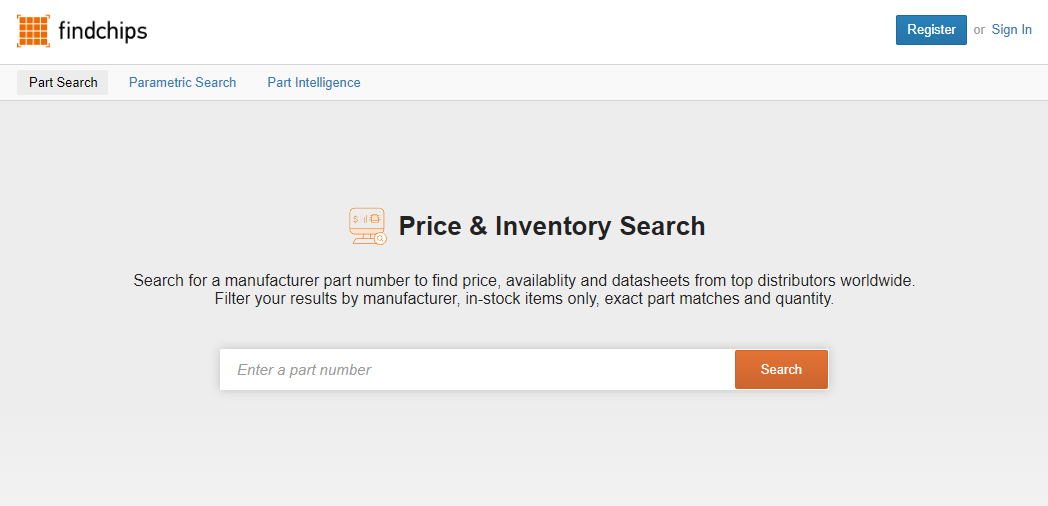 findchips
Register or Sign In
Part Search Parametric Search Part Intelligence
$
Price & Inventory Search
Search for a manufacturer part number to find price, availablity and datasheets from top distributors worldwide.
Filter your results by manufacturer, in-stock items only, exact part matches and quantity.
Enter a part number Search